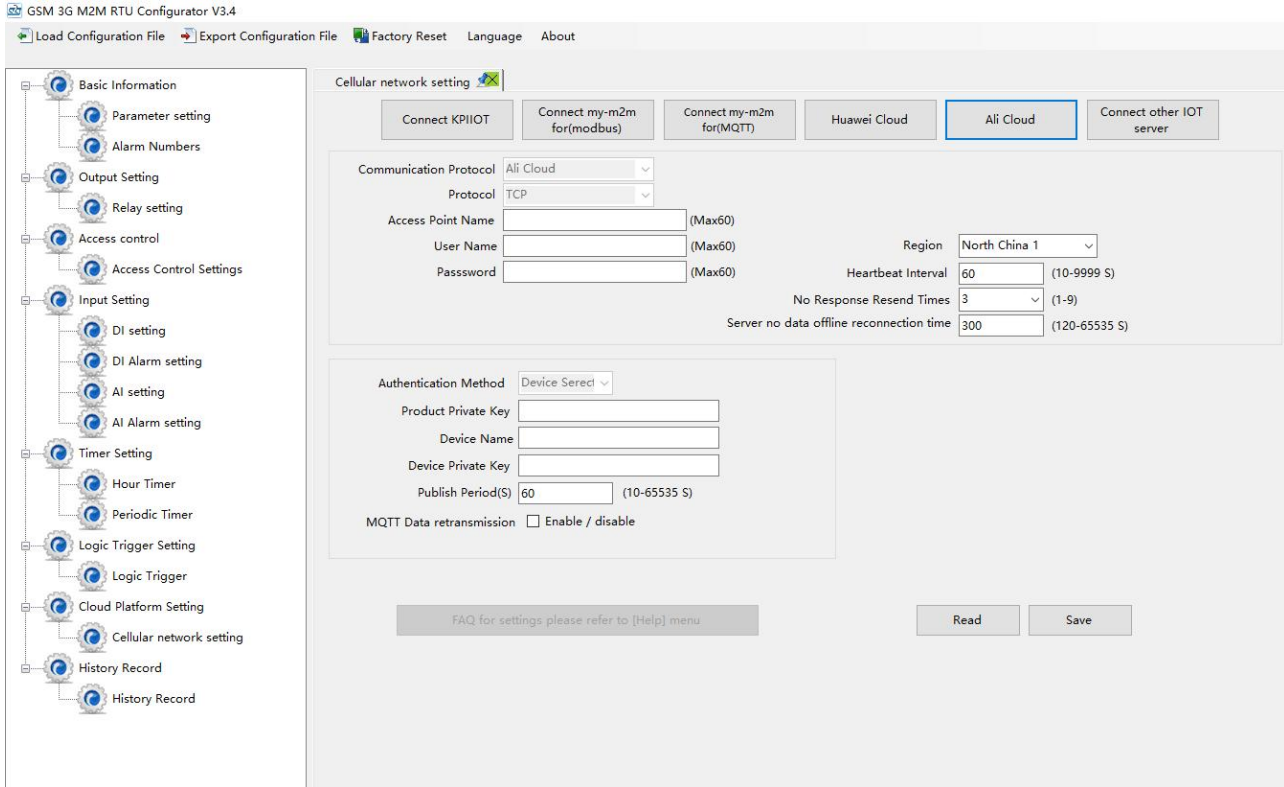 GSM 3G M2M RTU Configurator V3.4
Load Configuration File Export Configuration File Factory Reset Language About
Basic Information
Parameter setting
Alarm Numbers
Output Setting
Relay setting
Access control
Access Control Settings
Input Setting
DI setting
DI Alarm setting
AI setting
AI Alarm setting
Timer Setting
Hour Timer
Periodic Timer
Logic Trigger Setting
Logic Trigger
Cloud Platform Setting
Cellular network setting
History Record
History Record
Cellular network setting
Connect KPIIOT
Connect my-m2m
for(modbus)
Connect my-m2m
for(MQTT)
Huawei Cloud
Ali Cloud
Connect other IOT
server
Communication Protocol Ali Cloud
Protocol TCP
Access Point Name (Max60)
User Name (Max60)
Passsword (Max60)
Region North China 1
Heartbeat Interval 60 (10-9999 S)
No Response Resend Times 3 (1-9)
Server no data offline reconnection time 300 (120-65535 S)
Authentication Method Device Serect
Product Private Key
Device Name
Device Private Key
Publish Period(S) 60 (10-65535 S)
MQTT Data retransmission Enable / disable
FAQ for settings please refer to [Help] menu
Read
Save